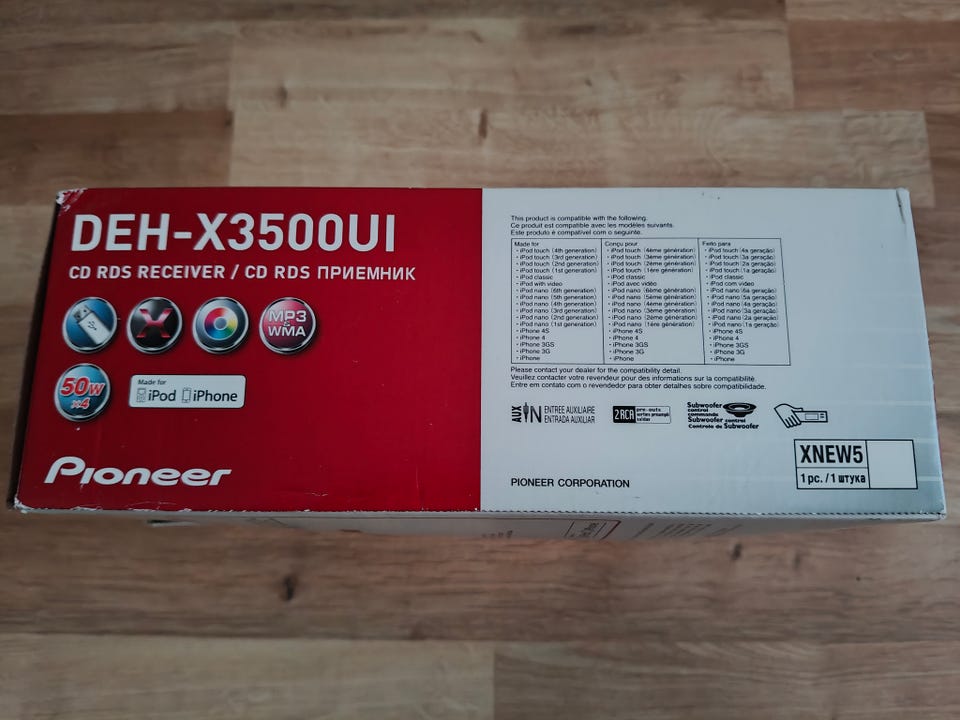 DEH-X3500UI
CD RDS RECEIVER / CD RDS ПРИЕМНИК
X
MP3
&
WMA
50W
x4
Made for
iPod iPhone
Pioneer
This product is compatible with the following.
Ce produit est compatible avec les modèles suivants.
Este produto é compatível com o seguinte.
Made for
· iPod touch (4th generation)
· iPod touch (3rd generation)
· iPod touch (2nd generation)
· iPod touch (1st generation)
· iPod classic
· iPod with video
· iPod nano (6th generation)
· iPod nano (5th generation)
· iPod nano (4th generation)
· iPod nano (3rd generation)
· iPod nano (2nd generation)
· iPod nano (1st generation)
· iPhone 4S
· iPhone 4
· iPhone 3GS
· iPhone 3G
· iPhone
Conçu pour
· iPod touch (4ème génération)
· iPod touch (3ème génération)
· iPod touch (2ème génération)
· iPod touch (1ère génération)
· iPod classic
· iPod avec vidéo
· iPod nano (6ème génération)
· iPod nano (5ème génération)
· iPod nano (4ème génération)
· iPod nano (3ème génération)
· iPod nano (2ème génération)
· iPod nano (1ère génération)
· iPhone 4S
· iPhone 4
· iPhone 3GS
· iPhone 3G
· iPhone
Feito para
· iPod touch (4a geração)
· iPod touch (3a geração)
· iPod touch (2a geração)
· iPod touch (1a geração)
· iPod classic
· iPod com vídeo
· iPod nano (6a geração)
· iPod nano (5a geração)
· iPod nano (4a geração)
· iPod nano (3a geração)
· iPod nano (2a geração)
· iPod nano (1a geração)
· iPhone 4S
· iPhone 4
· iPhone 3GS
· iPhone 3G
· iPhone
Please contact your dealer for the compatibility detail.
Veuillez contacter votre revendeur pour des informations sur la compatibilité.
Entre em contato com o revendedor para obter detalhes sobre compatibilidade.
AUX IN ENTREE AUXILIAIRE
ENTRADA AUXILIAR
2RCA pre-outs
sorties preampli
saídas
Subwoofer
control
commande
Subwoofer control
Controle de Subwoofer
PIONEER CORPORATION
XNEW5
1 pc. / 1 штука